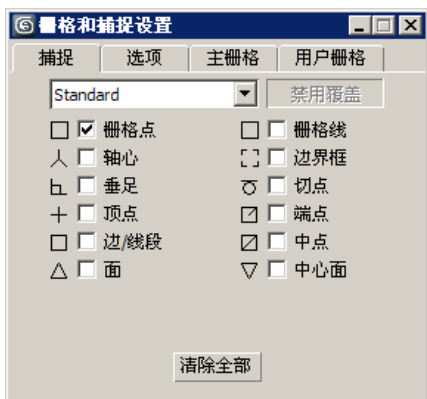 栅格和捕捉设置
捕捉 选项 主栅格 用户栅格
Standard 禁用覆盖
栅格点 栅格线
轴心 边界框
垂足 切点
顶点 端点
边/线段 中点
面 中心面
清除全部